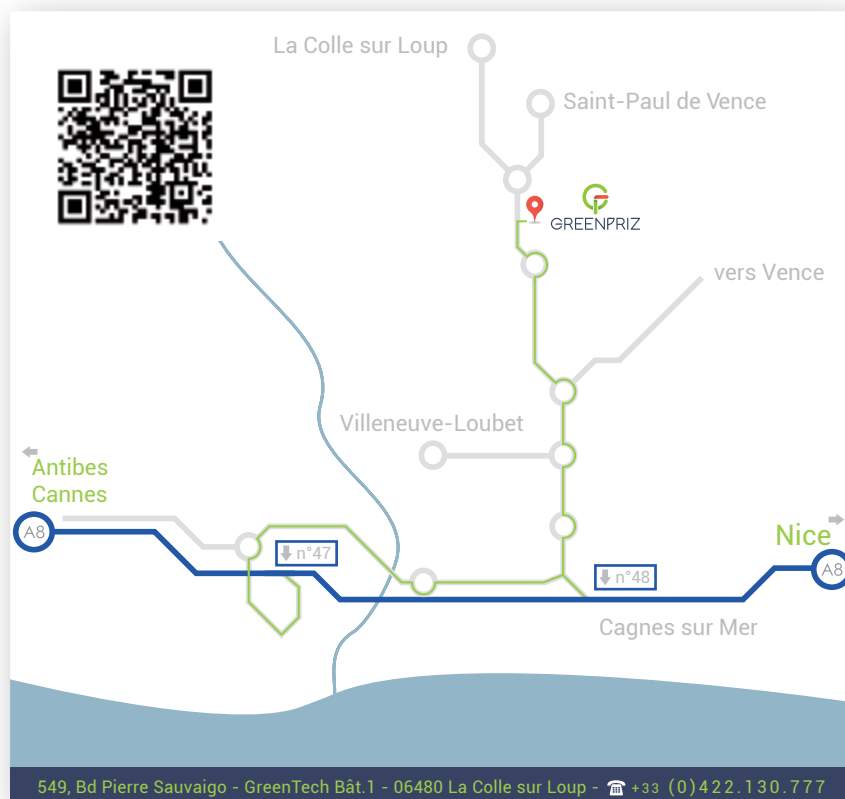 La Colle sur Loup
Saint-Paul de Vence
GREENPRIZ
vers Vence
Villeneuve-Loubet
Antibes
Cannes
A8
n°47
Nice
n°48
A8
Cagnes sur Mer
549, Bd Pierre Sauvaigo - GreenTech Bât.1 - 06480 La Colle sur Loup - ☎ +33 (0)422.130.777